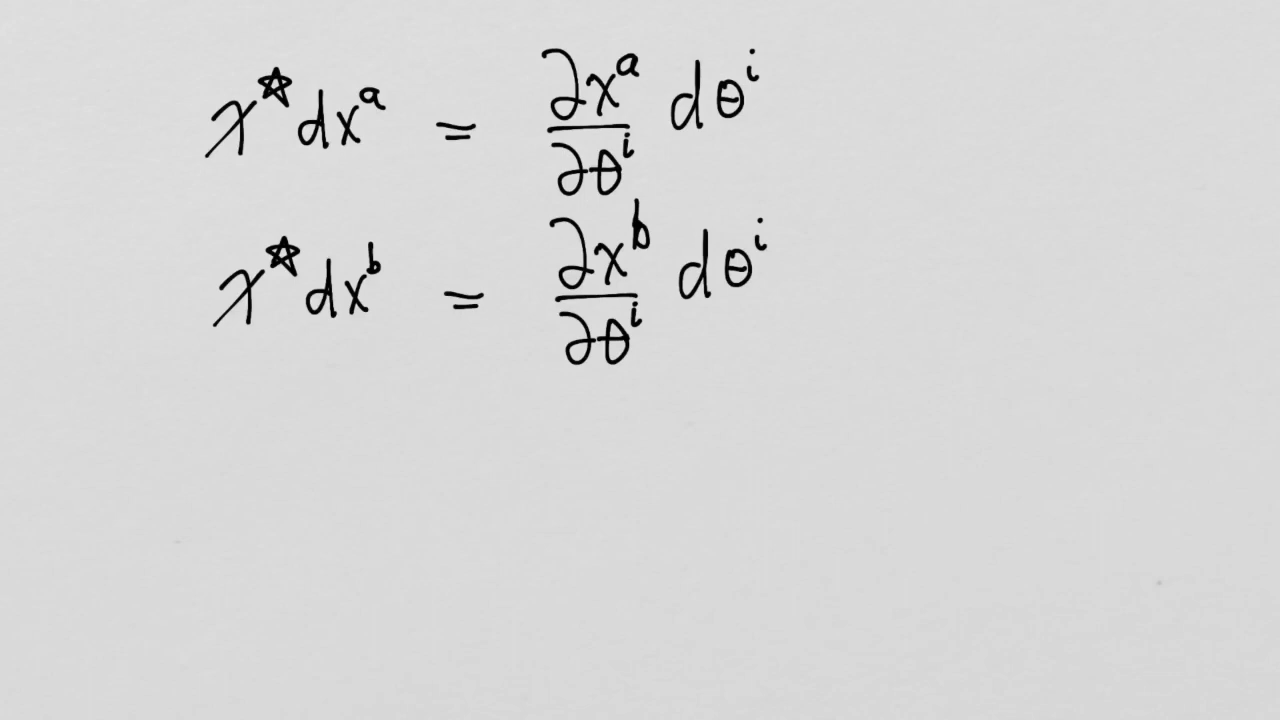 x^☆ dx^a = ∂x^a/∂θ^i dθ^i
x^☆ dx^b = ∂x^b/∂θ^i dθ^i